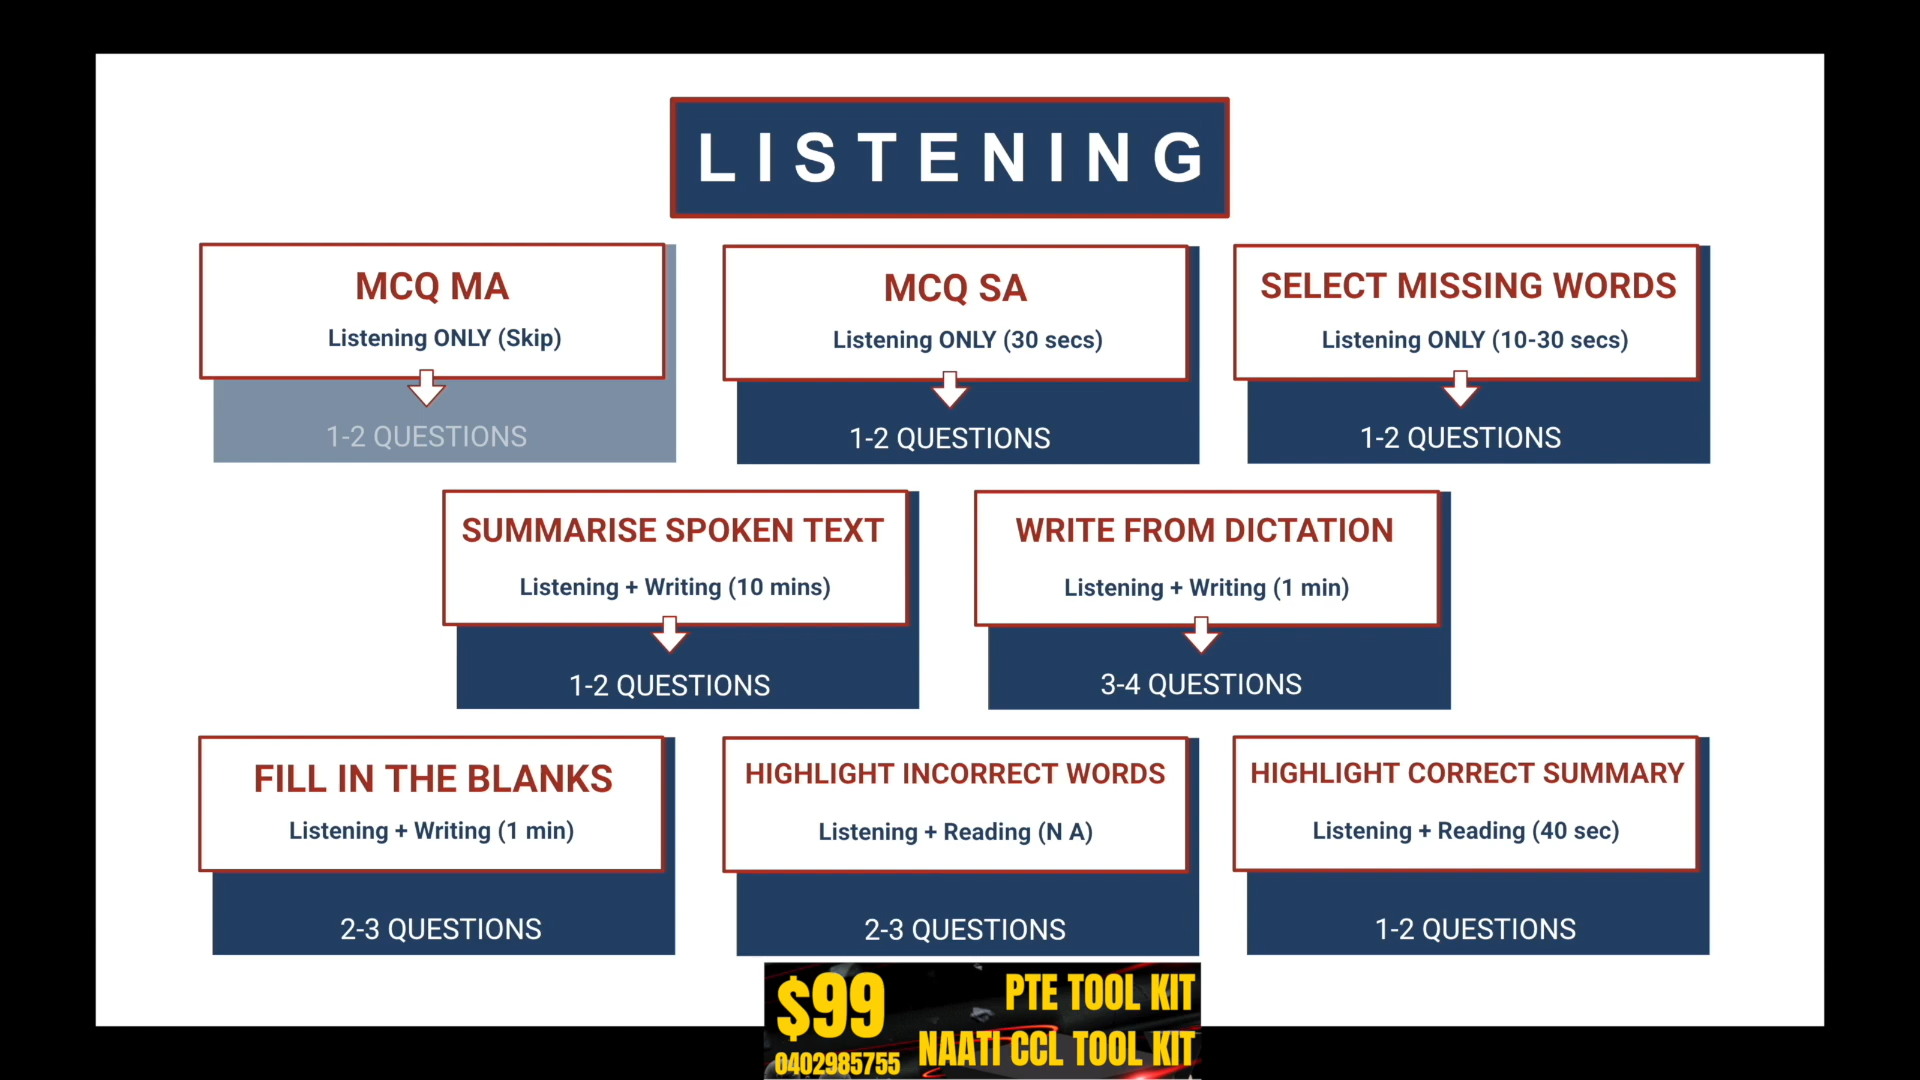 LISTENING
MCQ MA
Listening ONLY (Skip)
1-2 QUESTIONS
MCQ SA
Listening ONLY (30 secs)
1-2 QUESTIONS
SELECT MISSING WORDS
Listening ONLY (10-30 secs)
1-2 QUESTIONS
SUMMARISE SPOKEN TEXT
Listening + Writing (10 mins)
1-2 QUESTIONS
WRITE FROM DICTATION
Listening + Writing (1 min)
3-4 QUESTIONS
FILL IN THE BLANKS
Listening + Writing (1 min)
2-3 QUESTIONS
HIGHLIGHT INCORRECT WORDS
Listening + Reading (N A)
2-3 QUESTIONS
HIGHLIGHT CORRECT SUMMARY
Listening + Reading (40 sec)
1-2 QUESTIONS
$99
0402985755
PTE TOOL KIT
NAATI CCL TOOL KIT